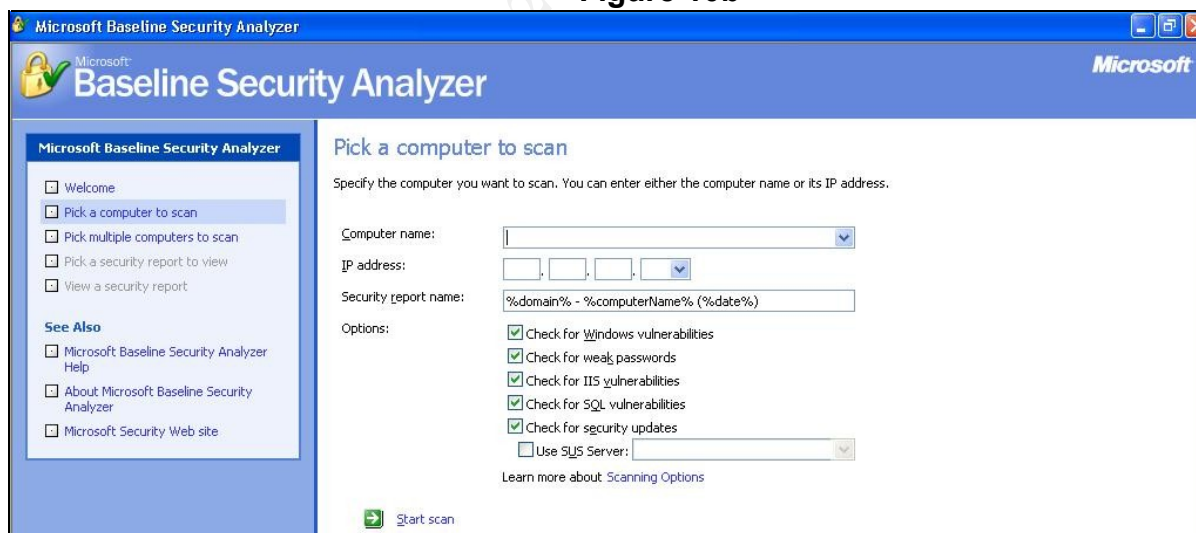 Microsoft Baseline Security Analyzer
Microsoft
Baseline Security Analyzer
Microsoft
Microsoft Baseline Security Analyzer
Welcome
Pick a computer to scan
Pick multiple computers to scan
Pick a security report to view
View a security report
See Also
Microsoft Baseline Security Analyzer
Help
About Microsoft Baseline Security
Analyzer
Microsoft Security Web site
Pick a computer to scan
Specify the computer you want to scan. You can enter either the computer name or its IP address.
Computer name:
IP address:
Security report name:
%domain% - %computerName% (%date%)
Options:
Check for Windows vulnerabilities
Check for weak passwords
Check for IIS vulnerabilities
Check for SQL vulnerabilities
Check for security updates
Use SUS Server:
Learn more about Scanning Options
Start scan